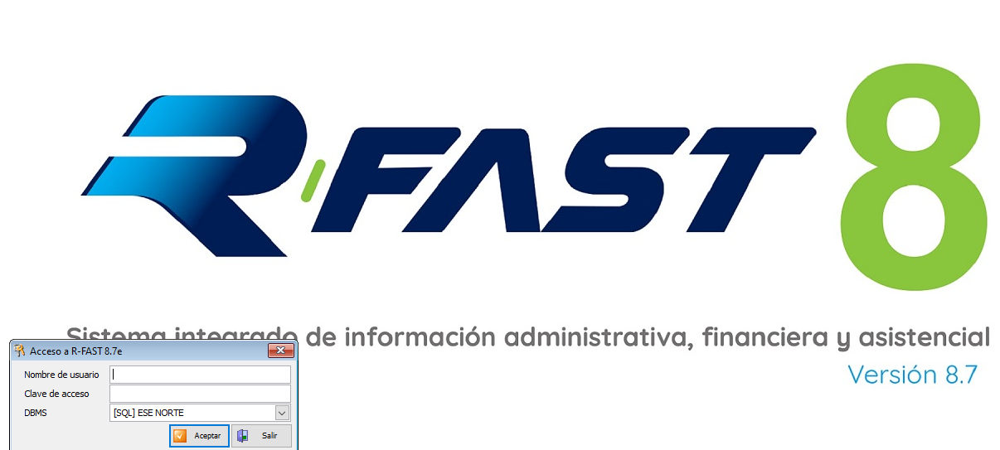 R-FAST 8
Sistema integrado de información administrativa, financiera y asistencial
Versión 8.7
Acceso a R-FAST 8.7e
Nombre de usuario
Clave de acceso
DBMS [SQL] ESE NORTE
Aceptar Salir